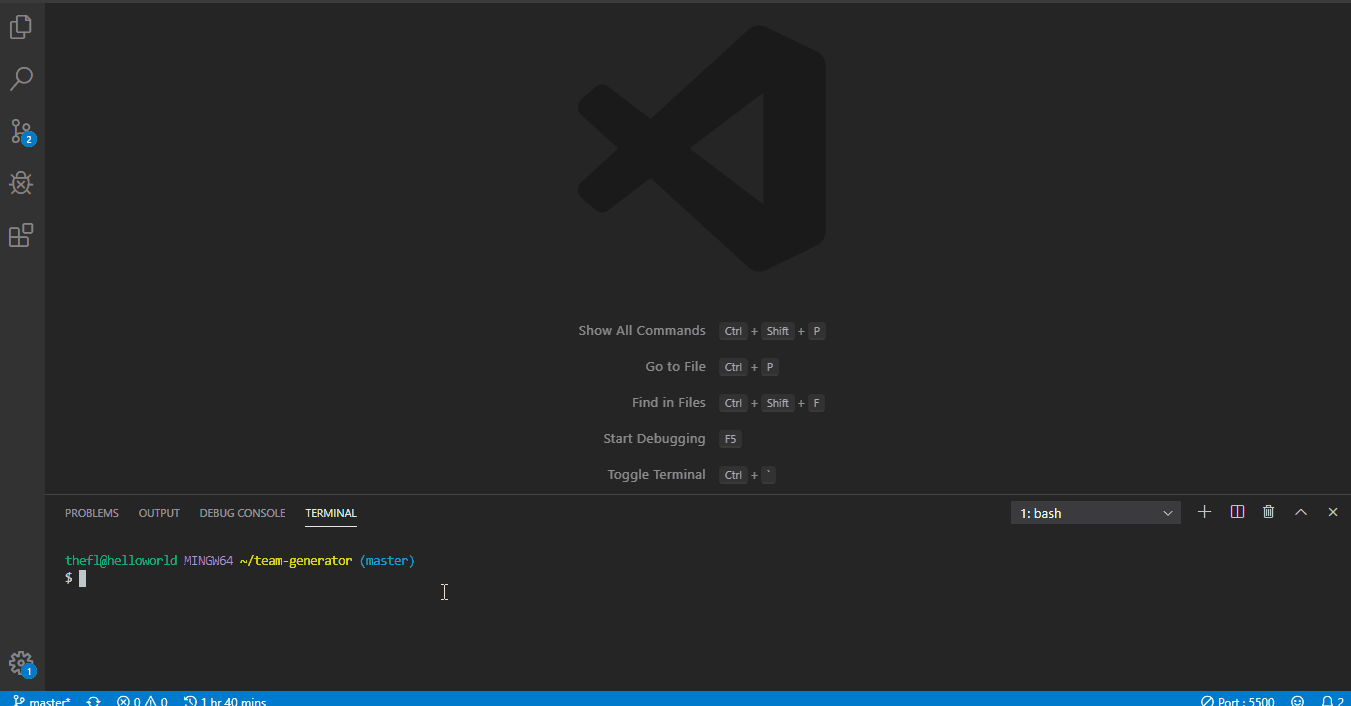 2
Show All Commands Ctrl + Shift + P
Go to File Ctrl + P
Find in Files Ctrl + Shift + F
Start Debugging F5
Toggle Terminal Ctrl + `
PROBLEMS OUTPUT DEBUG CONSOLE TERMINAL 1: bash
thefl@helloworld MINGW64 ~/team-generator (master)
$
1
master* 0 0 1 hr 40 mins Port : 5500 2